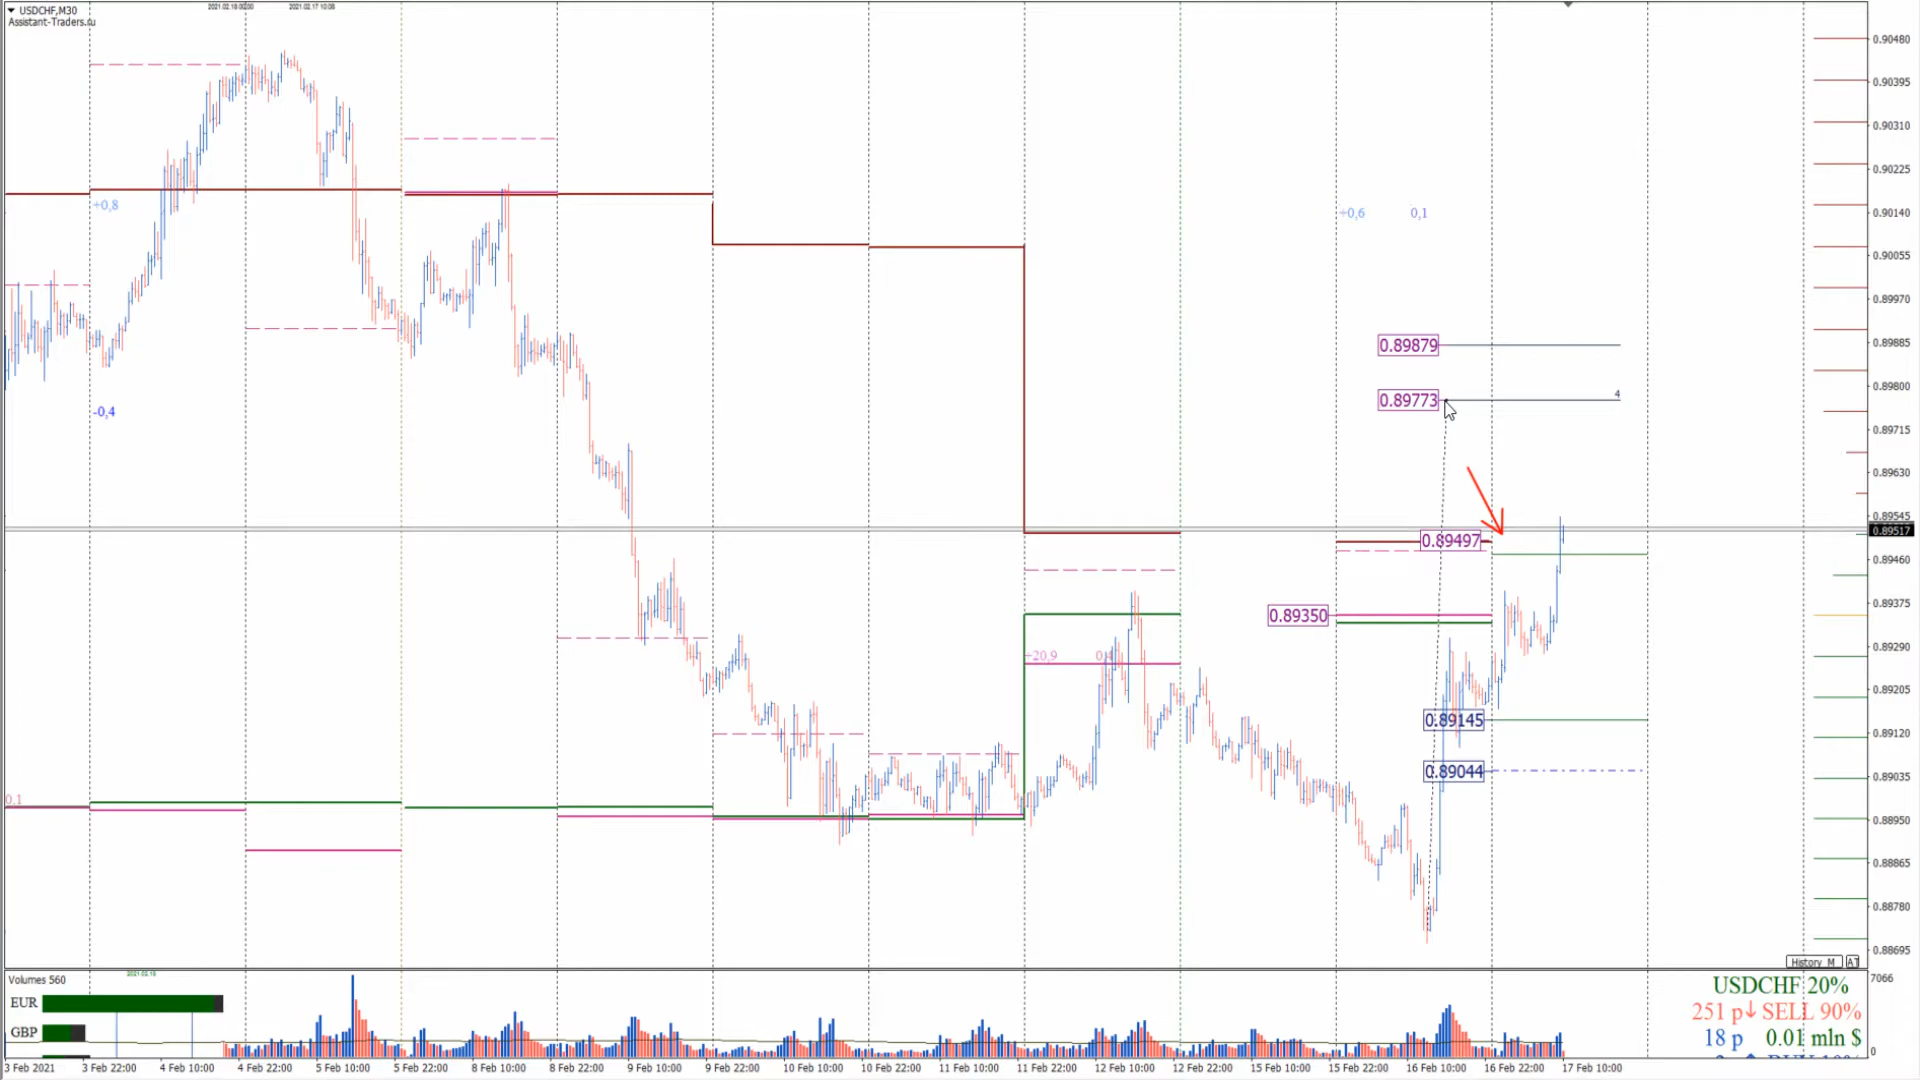 USDCHF,M30
Assistant-Traders.ru
2021.02.17 10:05
0.90480
0.90395
0.90310
0.90225
+0,8
0.90140
+0,6
0,1
0.90055
0.89970
0.89885
0.89879
0.89800
0.89773
4
-0,4
0.89715
0.89630
0.89545
0.89517
0.89497
0.89460
0.89375
0.89350
0.89290
+20,9
0.89205
0.89145
0.89120
0.89035
0.89044
0,1
0.88950
0.88865
0.88780
0.88695
History_M
Volumes 560
7066
EUR
GBP
USDCHF 20%
251 p↓ SELL 90%
18 p 0.01 mln $
0
3 Feb 2021
3 Feb 22:00
4 Feb 10:00
4 Feb 22:00
5 Feb 10:00
5 Feb 22:00
8 Feb 10:00
8 Feb 22:00
9 Feb 10:00
9 Feb 22:00
10 Feb 10:00
10 Feb 22:00
11 Feb 10:00
11 Feb 22:00
12 Feb 10:00
12 Feb 22:00
15 Feb 10:00
15 Feb 22:00
16 Feb 10:00
16 Feb 22:00
17 Feb 10:00